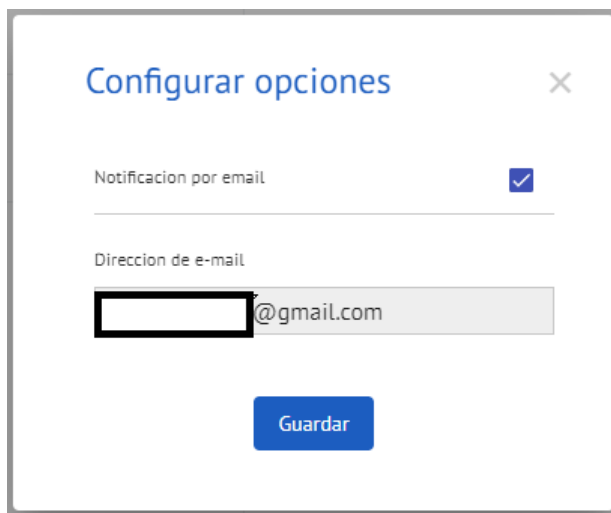 Configurar opciones
Notificacion por email
Direccion de e-mail
@gmail.com
Guardar